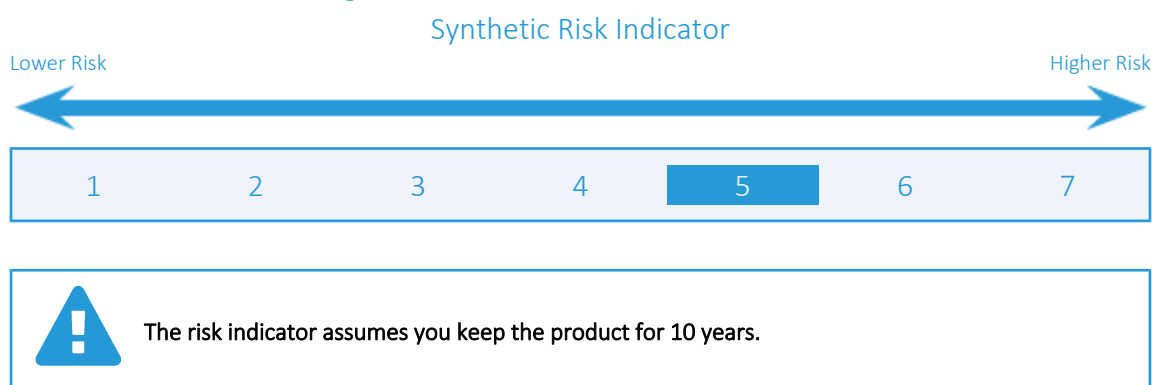 Synthetic Risk Indicator
Lower Risk Higher Risk
1 2 3 4 5 6 7
The risk indicator assumes you keep the product for 10 years.